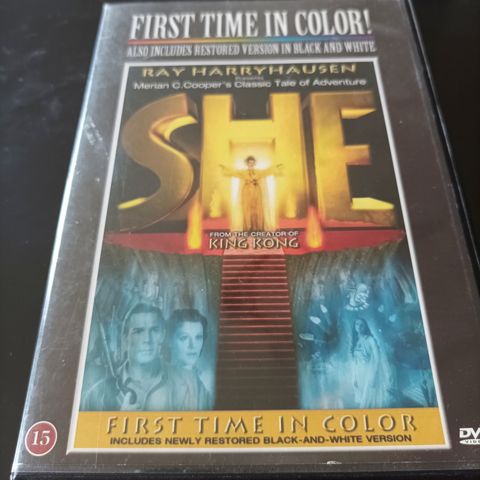 FIRST TIME IN COLOR!
ALSO INCLUDES RESTORED VERSION IN BLACK AND WHITE
RAY HARRYHAUSEN
Presents
Merian C.Cooper's Classic Tale of Adventure
SHE
FROM THE CREATOR OF
KING KONG
FIRST TIME IN COLOR
INCLUDES NEWLY RESTORED BLACK-AND-WHITE VERSION
15
DVD
VIDEO